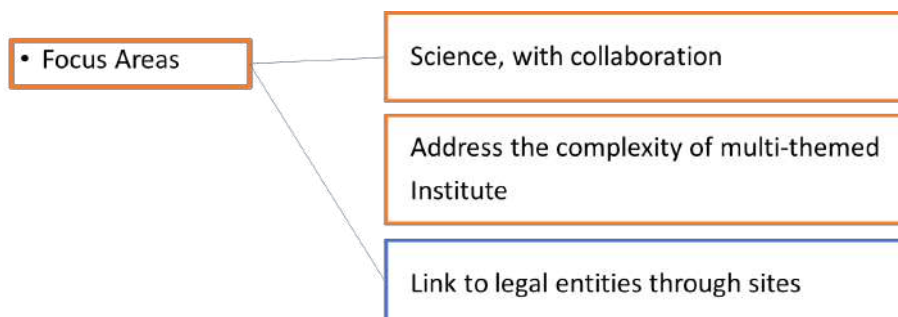 • Focus Areas
Science, with collaboration
Address the complexity of multi-themed
Institute
Link to legal entities through sites